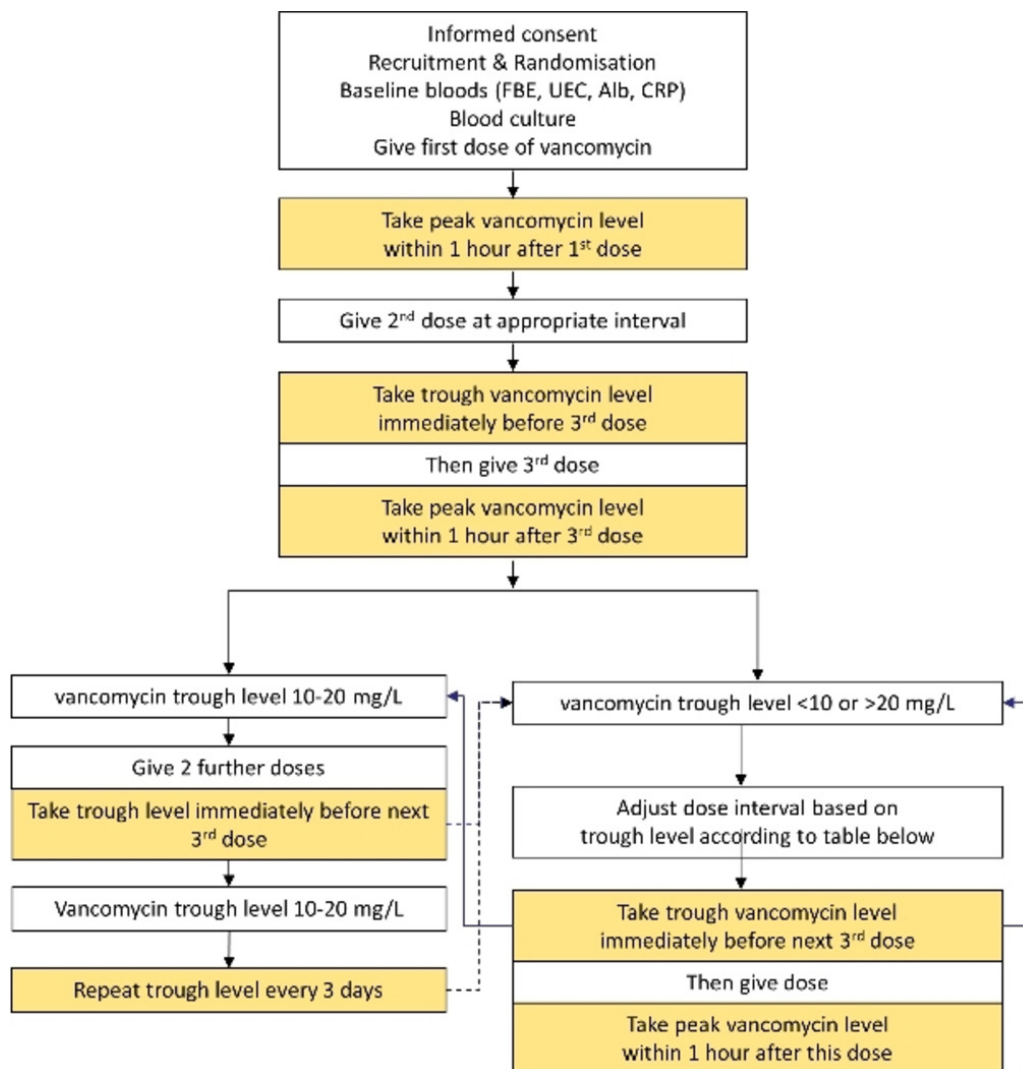 Informed consent
Recruitment & Randomisation
Baseline bloods (FBE, UEC, Alb, CRP)
Blood culture
Give first dose of vancomycin
Take peak vancomycin level
within 1 hour after 1st dose
Give 2nd dose at appropriate interval
Take trough vancomycin level
immediately before 3rd dose
Then give 3rd dose
Take peak vancomycin level
within 1 hour after 3rd dose
vancomycin trough level 10-20 mg/L
Give 2 further doses
Take trough level immediately before next
3rd dose
Vancomycin trough level 10-20 mg/L
Repeat trough level every 3 days
vancomycin trough level <10 or >20 mg/L
Adjust dose interval based on
trough level according to table below
Take trough vancomycin level
immediately before next 3rd dose
Then give dose
Take peak vancomycin level
within 1 hour after this dose